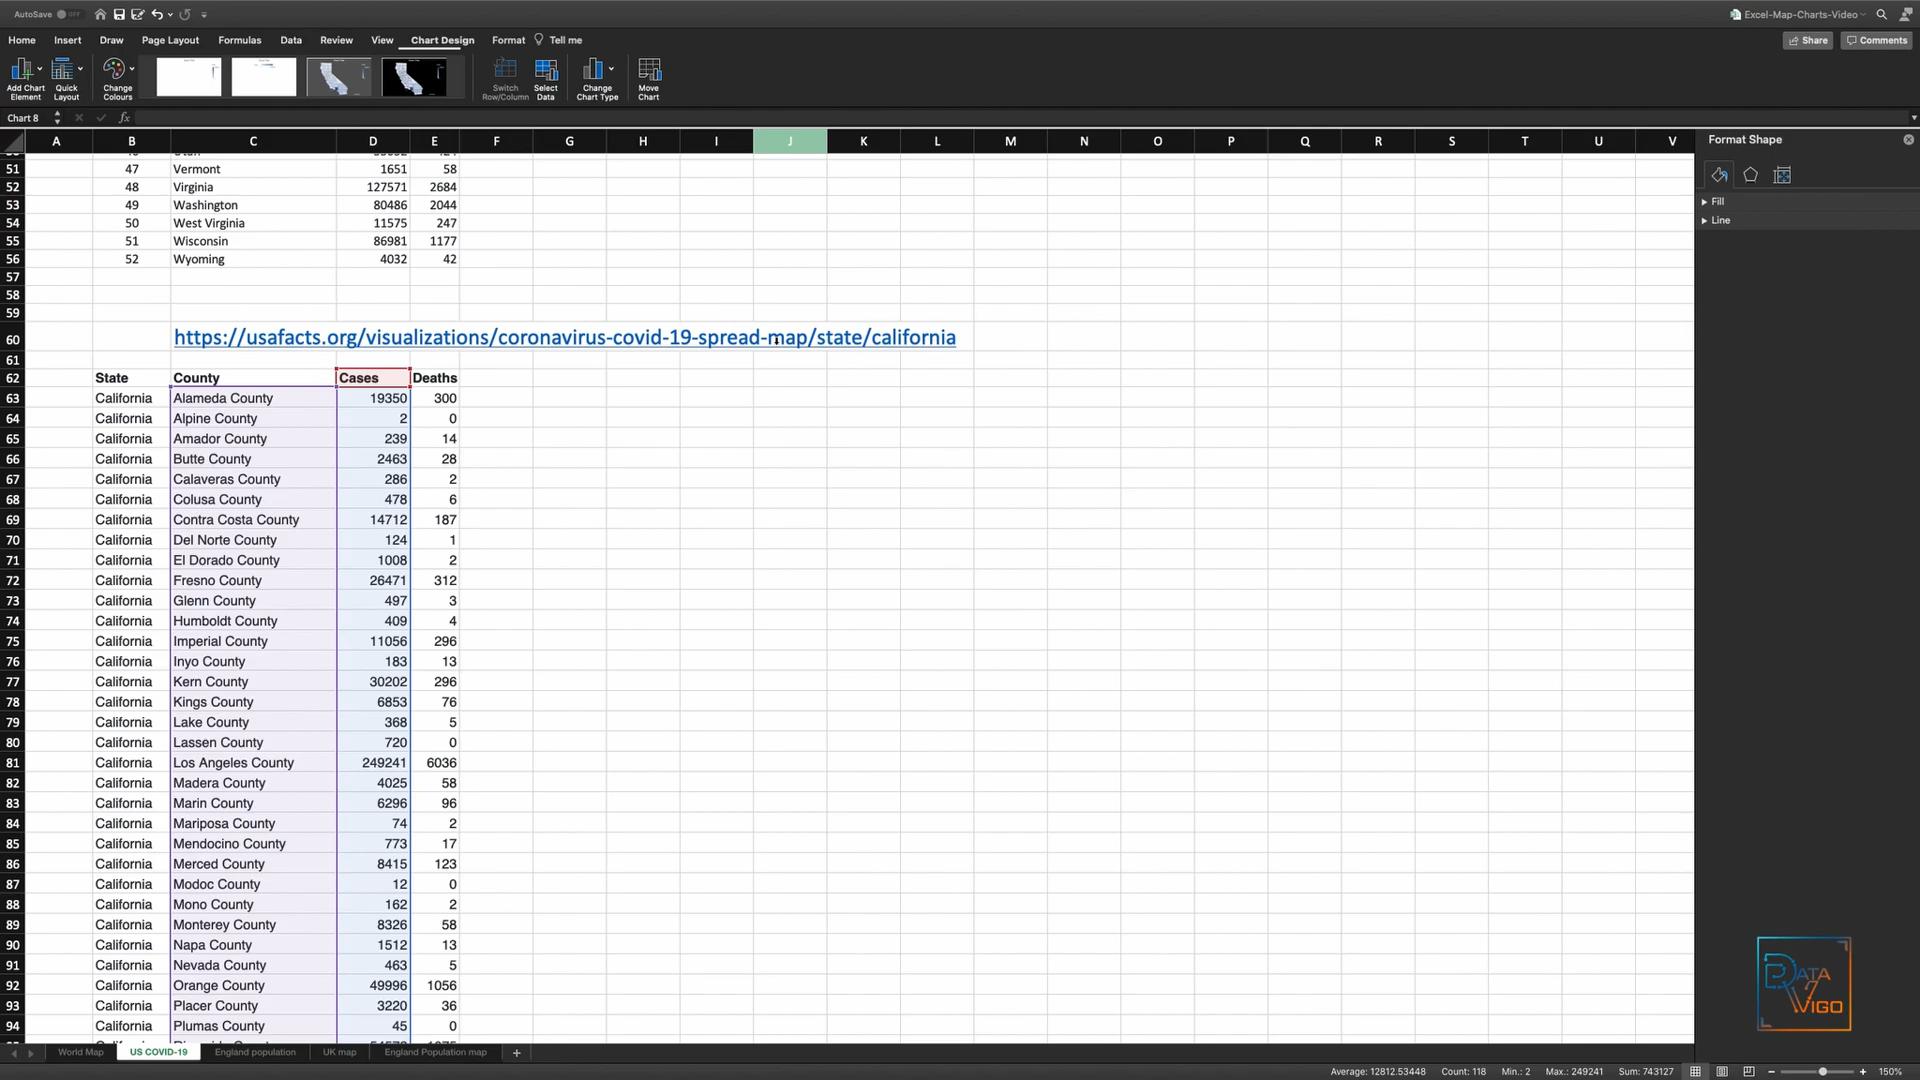 AutoSave OFF Excel-Map-Charts-Video
Home Insert Draw Page Layout Formulas Data Review View Chart Design Format Tell me Share Comments
Add Chart Element Quick Layout Change Colours Switch Row/Column Select Data Change Chart Type Move Chart
Chart 8 fx
A B C D E F G H I J K L M N O P Q R S T U V
Format Shape
Fill
Line
51 47 Vermont 1651 58
52 48 Virginia 127571 2684
53 49 Washington 80486 2044
54 50 West Virginia 11575 247
55 51 Wisconsin 86981 1177
56 52 Wyoming 4032 42
57
58
59
60 https://usafacts.org/visualizations/coronavirus-covid-19-spread-map/state/california
61
62 State County Cases Deaths
63 California Alameda County 19350 300
64 California Alpine County 2 0
65 California Amador County 239 14
66 California Butte County 2463 28
67 California Calaveras County 286 2
68 California Colusa County 478 6
69 California Contra Costa County 14712 187
70 California Del Norte County 124 1
71 California El Dorado County 1008 2
72 California Fresno County 26471 312
73 California Glenn County 497 3
74 California Humboldt County 409 4
75 California Imperial County 11056 296
76 California Inyo County 183 13
77 California Kern County 30202 296
78 California Kings County 6853 76
79 California Lake County 368 5
80 California Lassen County 720 0
81 California Los Angeles County 249241 6036
82 California Madera County 4025 58
83 California Marin County 6296 96
84 California Mariposa County 74 2
85 California Mendocino County 773 17
86 California Merced County 8415 123
87 California Modoc County 12 0
88 California Mono County 162 2
89 California Monterey County 8326 58
90 California Napa County 1512 13
91 California Nevada County 463 5
92 California Orange County 49996 1056
93 California Placer County 3220 36
94 California Plumas County 45 0
DATA
VIGO
World Map US COVID-19 England population UK map England Population map
Average: 12812.53448 Count: 118 Min.: 2 Max.: 249241 Sum: 743127 150%